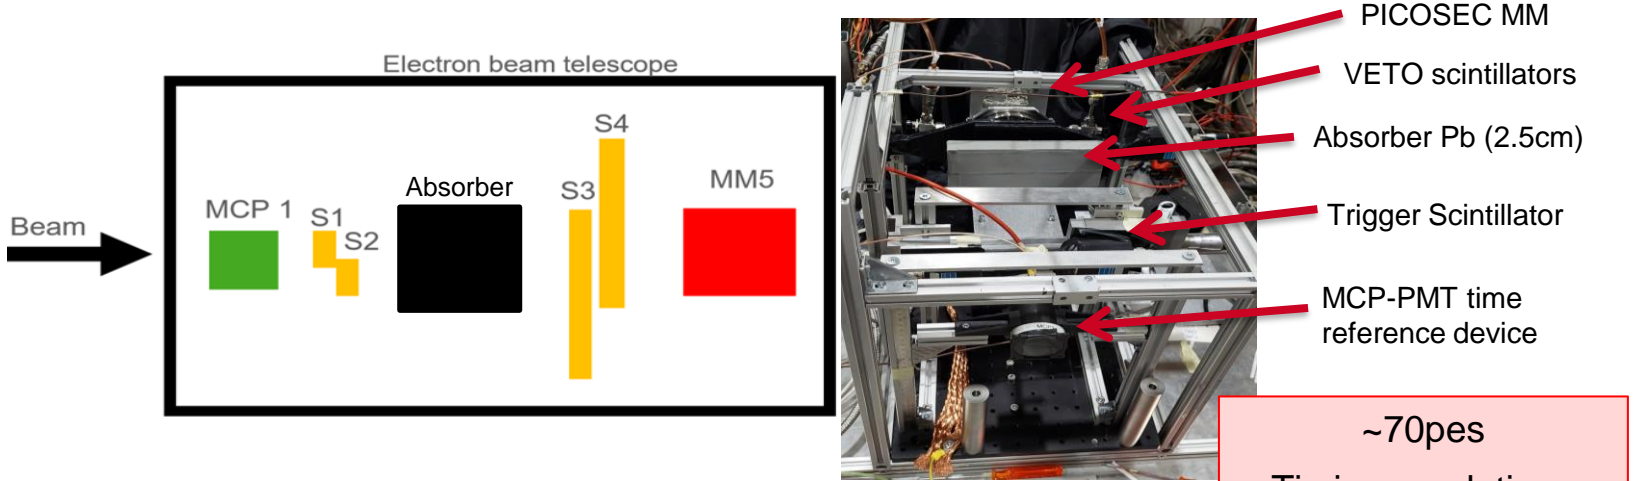 Electron beam telescope
Beam
MCP 1
S1
S2
Absorber
S3
S4
MM5
PICOSEC MM
VETO scintillators
Absorber Pb (2.5cm)
Trigger Scintillator
MCP-PMT time
reference device
~70pes